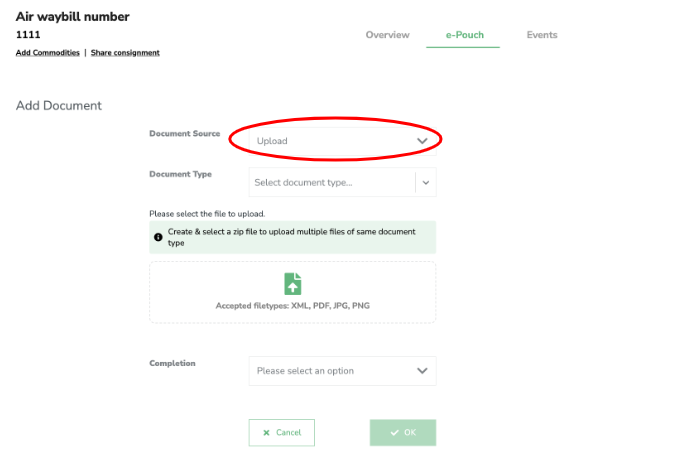 Air waybill number
1111
Add Commodities | Share consignment
Overview
e-Pouch
Events
Add Document
Document Source
Upload
Document Type
Select document type...
Please select the file to upload.
Create & select a zip file to upload multiple files of same document
type
Accepted filetypes: XML, PDF, JPG, PNG
Completion
Please select an option
Cancel
OK